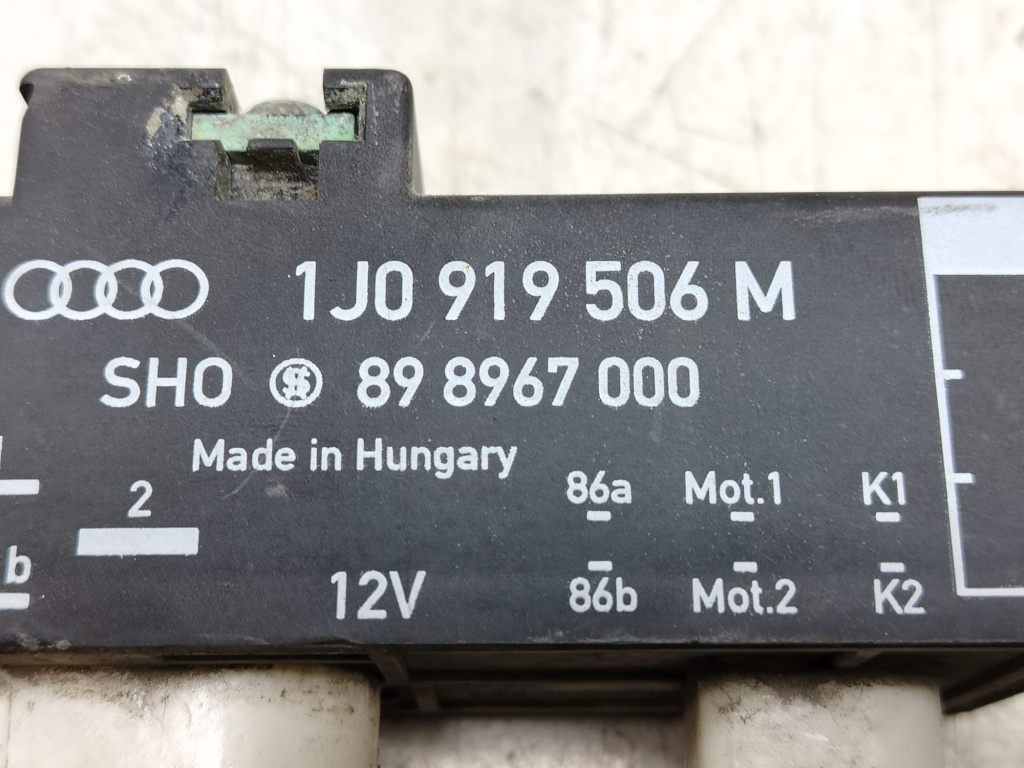 1J0 919 506 M
SHO 89 8967 000
Made in Hungary
2
86a Mot.1 K1
b
12V
86b Mot.2 K2